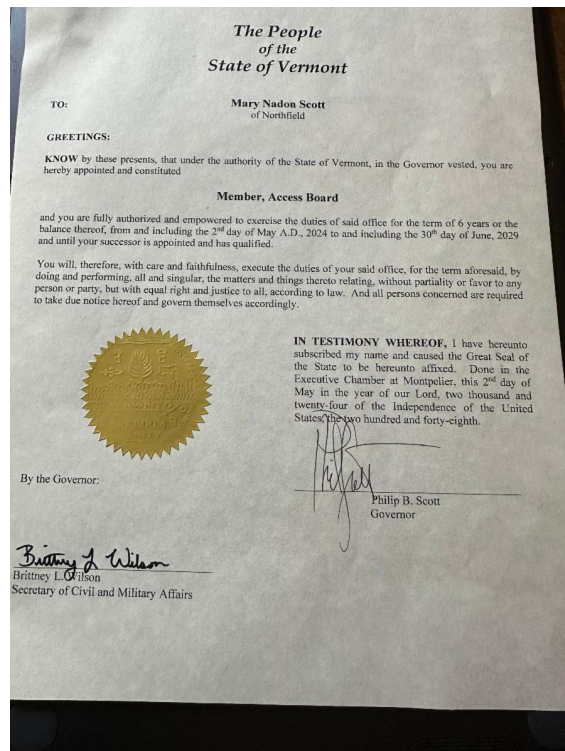 The People
of the
State of Vermont
TO:
Mary Nadon Scott
of Northfield
GREETINGS:
KNOW by these presents, that under the authority of the State of Vermont, in the Governor vested, you are
hereby appointed and constituted
Member, Access Board
and you are fully authorized and empowered to exercise the duties of said office for the term of 6 years or the
balance thereof, from and including the 2nd day of May A.D., 2024 to and including the 30th day of June, 2029
and until your successor is appointed and has qualified.
You will, therefore, with care and faithfulness, execute the duties of your said office, for the term aforesaid, by
doing and performing, all and singular, the matters and things thereto relating, without partiality or favor to any
person or party, but with equal right and justice to all, according to law. And all persons concerned are required
to take due notice hereof and govern themselves accordingly.
IN TESTIMONY WHEREOF, I have hereunto
subscribed my name and caused the Great Seal of
the State to be hereunto affixed. Done in the
Executive Chamber at Montpelier, this 2nd day of
May in the year of our Lord, two thousand and
twenty-four of the Independence of the United
States, the two hundred and forty-eighth.
Philip B. Scott
Governor
By the Governor:
Brittney L Wilson
Brittney L. Wilson
Secretary of Civil and Military Affairs